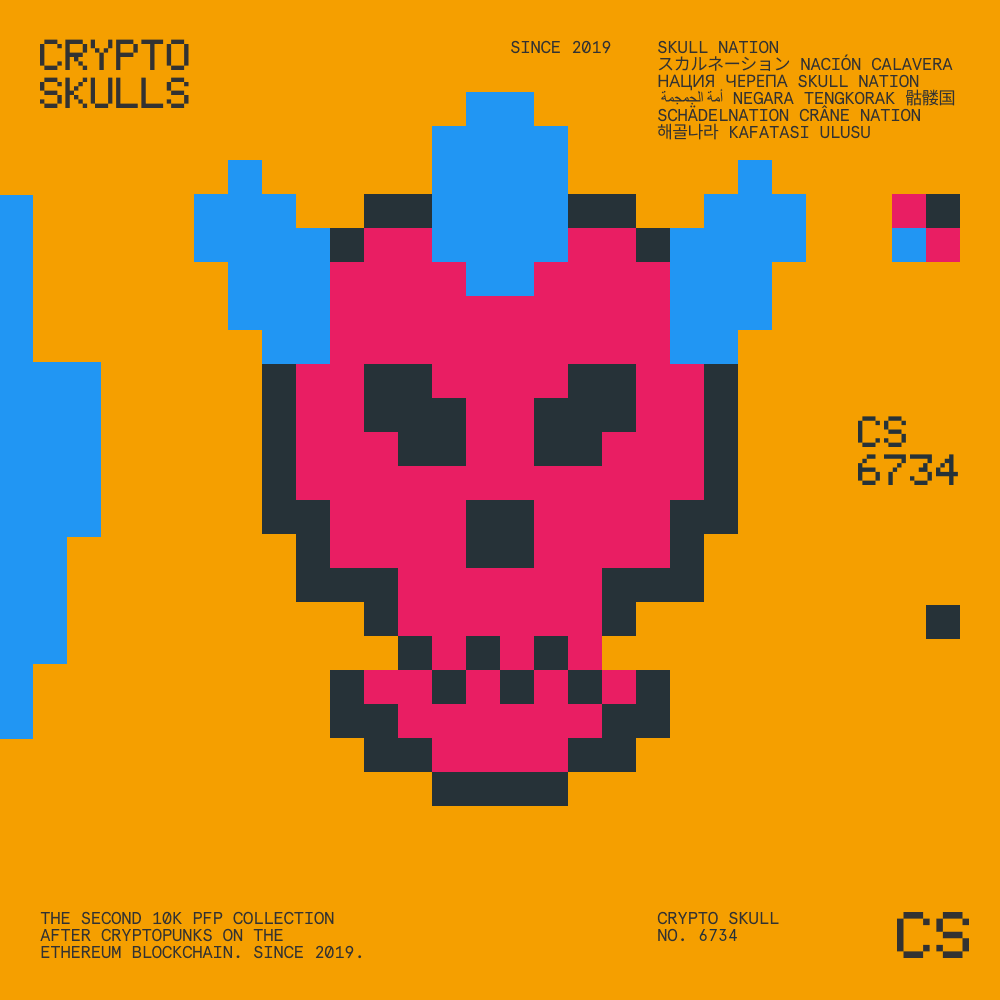 CRYPTO
SKULLS
SINCE 2019
SKULL NATION
スカルネーション NACIÓN CALAVERA
НАЦИЯ ЧЕРЕПА SKULL NATION
أمة الجمجمة NEGARA TENGKORAK 骷髅国
SCHÄDELNATION CRÂNE NATION
해골나라 KAFATASI ULUSU
CS
6734
THE SECOND 10K PFP COLLECTION
AFTER CRYPTOPUNKS ON THE
ETHEREUM BLOCKCHAIN. SINCE 2019.
CRYPTO SKULL
NO. 6734
CS